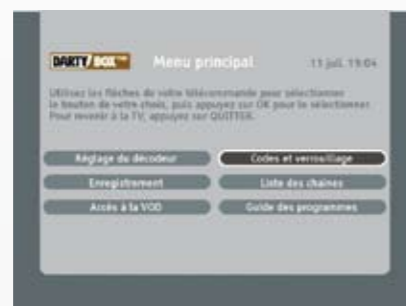 DARTY BOX™ Menu principal 11 juil. 19:04
Utilisez les flèches de votre télécommande pour sélectionner
le bouton de votre choix, puis appuyez sur OK pour le sélectionner.
Pour revenir à la TV, appuyez sur QUITTER.
Réglage du décodeur Codes et verrouillage
Enregistrement Liste des chaînes
Accès à la VOD Guide des programmes